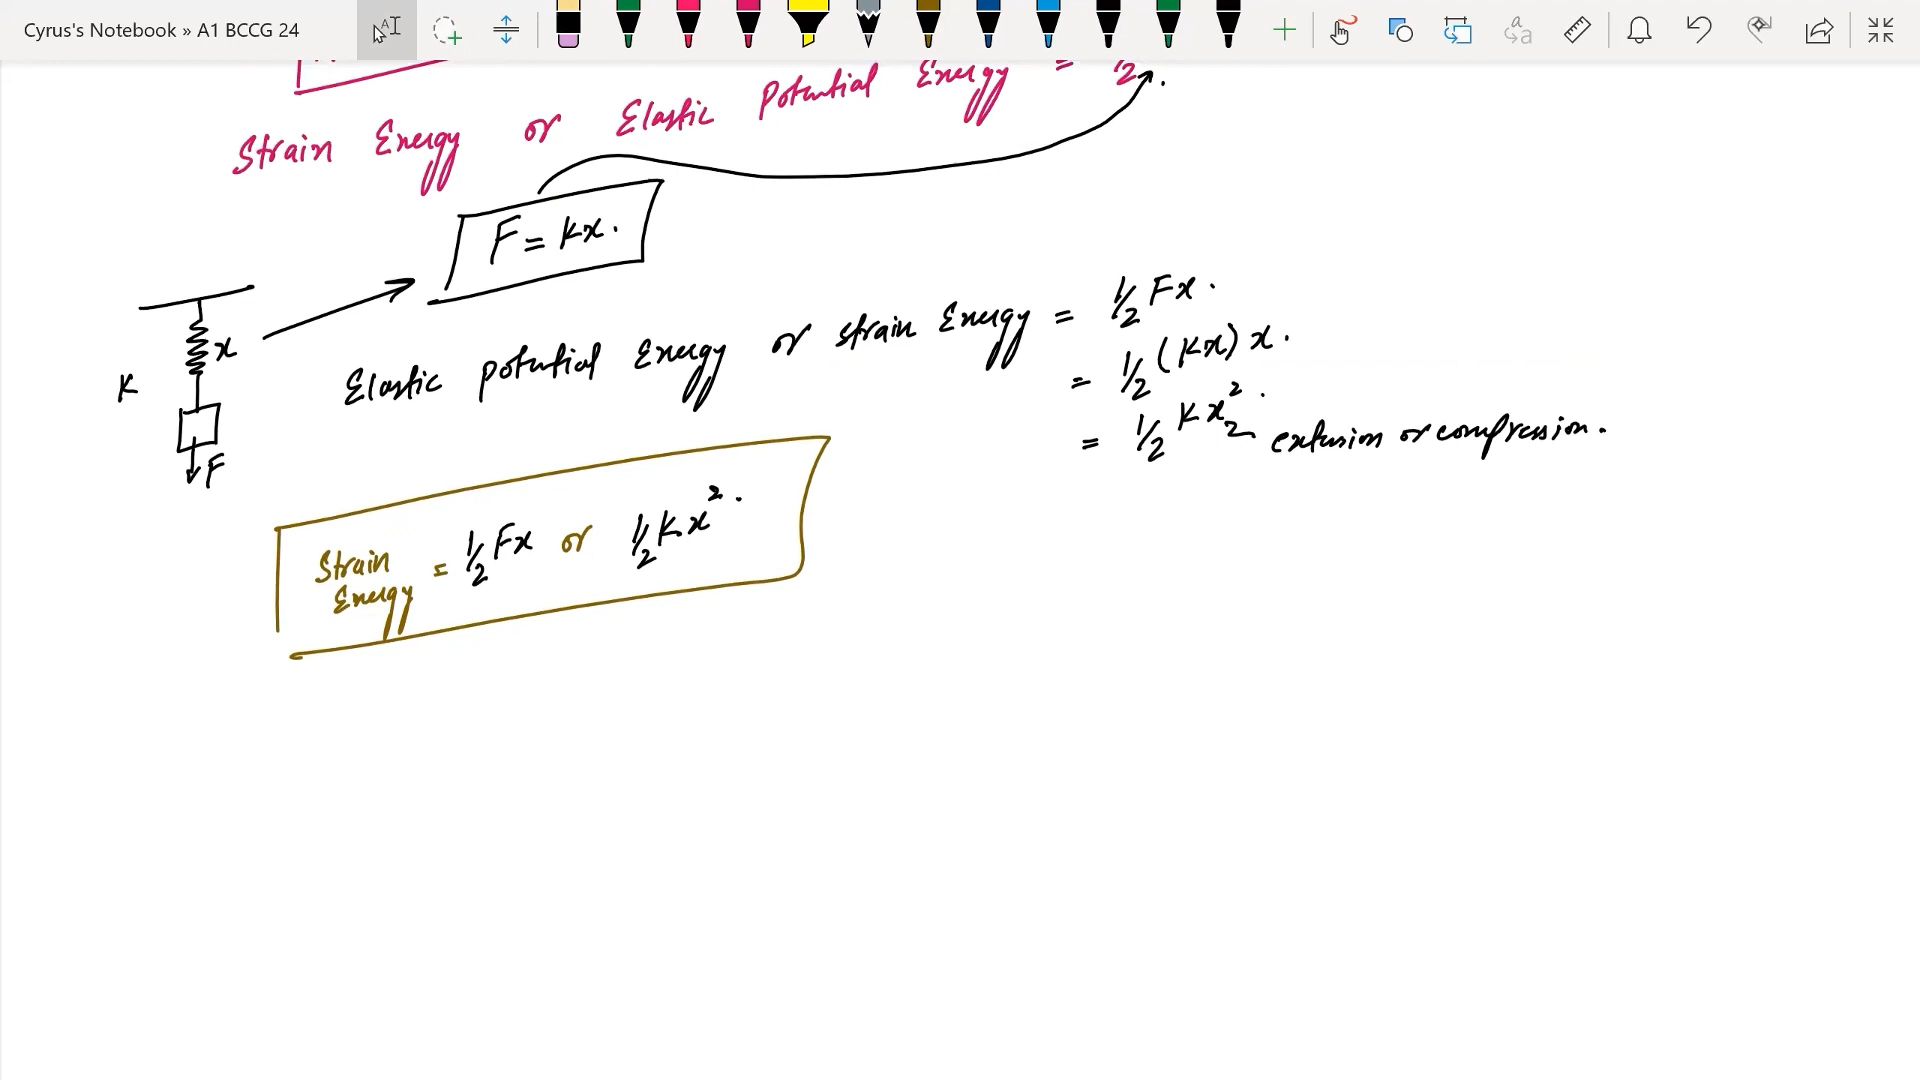 Cyrus's Notebook » A1 BCCG 24
Strain Energy or Elastic Potential Energy = 1/2
F = kx.
x
K
F
Elastic potential Energy or strain Energy = 1/2 Fx.
= 1/2 (kx) x.
= 1/2 kx².
2 extension or compression.
Strain Energy = 1/2 Fx or 1/2 kx².